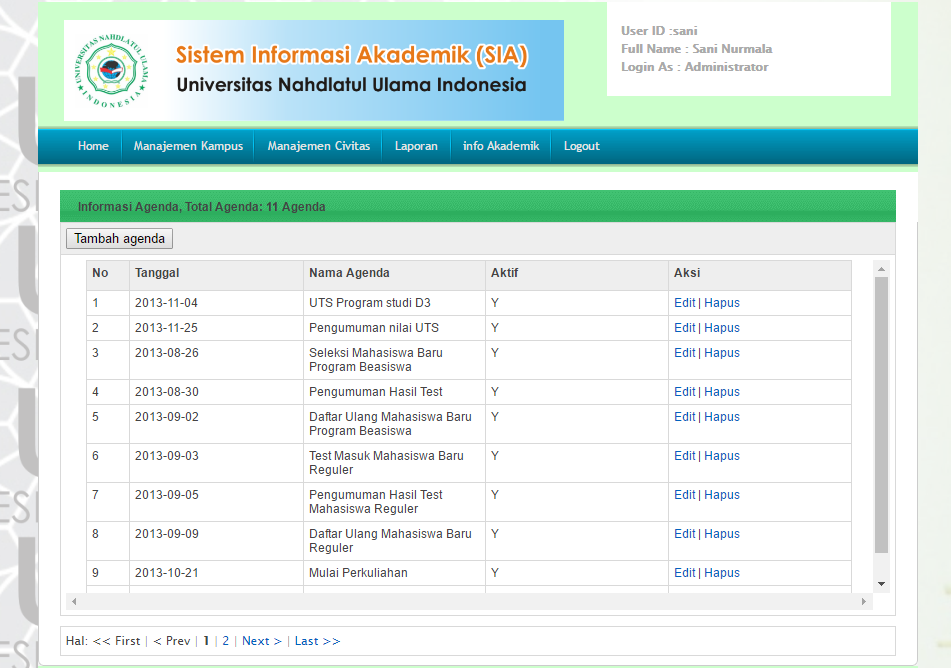 UNIVERSITAS NAHDLATUL ULAMA
INDONESIA
Sistem Informasi Akademik (SIA)
Universitas Nahdlatul Ulama Indonesia
User ID :sani
Full Name : Sani Nurmala
Login As : Administrator
Home Manajemen Kampus Manajemen Civitas Laporan info Akademik Logout
Informasi Agenda, Total Agenda: 11 Agenda
Tambah agenda
No Tanggal Nama Agenda Aktif Aksi
1 2013-11-04 UTS Program studi D3 Y Edit | Hapus
2 2013-11-25 Pengumuman nilai UTS Y Edit | Hapus
3 2013-08-26 Seleksi Mahasiswa Baru Y Edit | Hapus
Program Beasiswa
4 2013-08-30 Pengumuman Hasil Test Y Edit | Hapus
5 2013-09-02 Daftar Ulang Mahasiswa Baru Y Edit | Hapus
Program Beasiswa
6 2013-09-03 Test Masuk Mahasiswa Baru Y Edit | Hapus
Reguler
7 2013-09-05 Pengumuman Hasil Test Y Edit | Hapus
Mahasiswa Reguler
8 2013-09-09 Daftar Ulang Mahasiswa Baru Y Edit | Hapus
Reguler
9 2013-10-21 Mulai Perkuliahan Y Edit | Hapus
Hal: << First | < Prev | 1 | 2 | Next > | Last >>